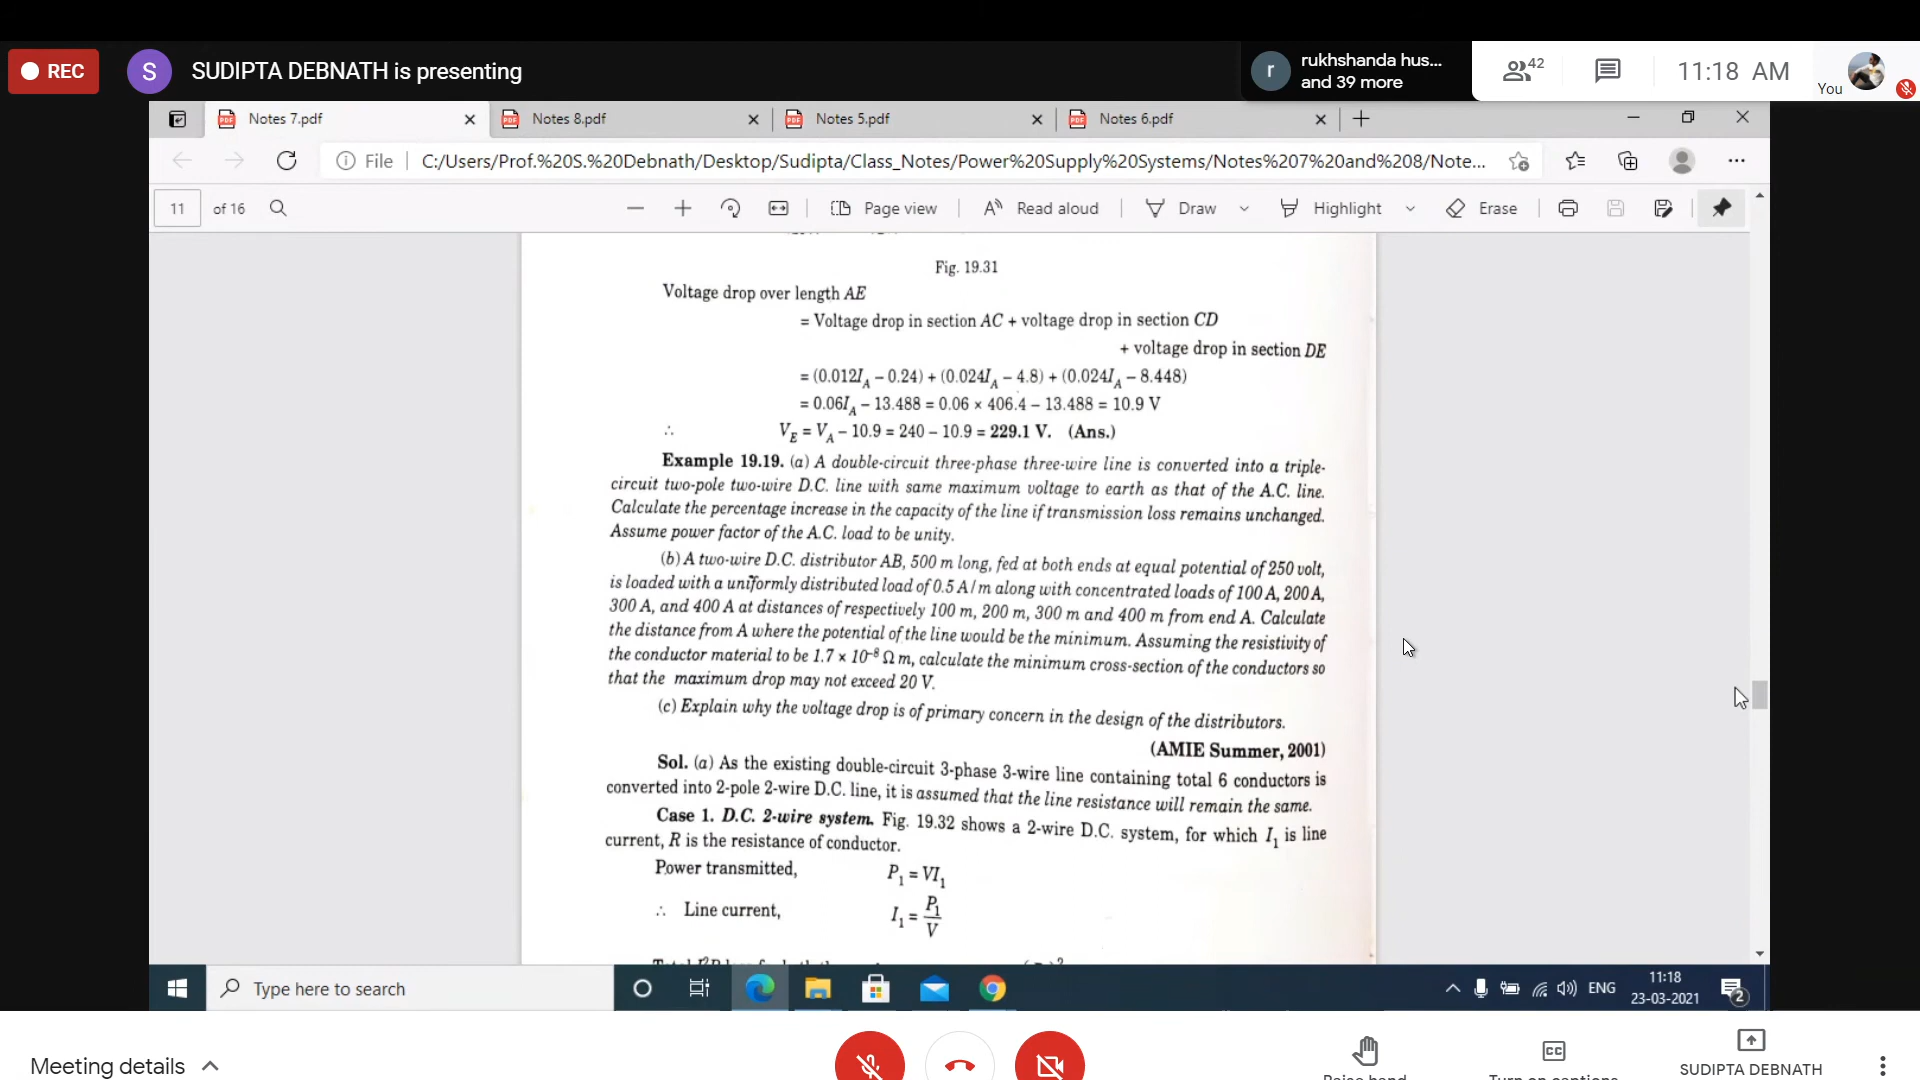 REC
S
SUDIPTA DEBNATH is presenting
r
rukhshanda hus...
and 39 more
42
11:18 AM
You
Notes 7.pdf
Notes 8.pdf
Notes 5.pdf
Notes 6.pdf
File
C:/Users/Prof.%20S.%20Debnath/Desktop/Sudipta/Class_Notes/Power%20Supply%20Systems/Notes%207%20and%208/Note...
11 of 16
Page view
Read aloud
Draw
Highlight
Erase
Fig. 19.31
Voltage drop over length AE
= Voltage drop in section AC + voltage drop in section CD
+ voltage drop in section DE
= (0.012I_A – 0.24) + (0.024I_A – 4.8) + (0.024I_A – 8.448)
= 0.06I_A – 13.488 = 0.06 × 406.4 – 13.488 = 10.9 V
∴ V_E = V_A – 10.9 = 240 – 10.9 = 229.1 V. (Ans.)
Example 19.19. (a) A double-circuit three-phase three-wire line is converted into a triple-
circuit two-pole two-wire D.C. line with same maximum voltage to earth as that of the A.C. line.
Calculate the percentage increase in the capacity of the line if transmission loss remains unchanged.
Assume power factor of the A.C. load to be unity.
(b) A two-wire D.C. distributor AB, 500 m long, fed at both ends at equal potential of 250 volt,
is loaded with a uniformly distributed load of 0.5 A/m along with concentrated loads of 100 A, 200 A,
300 A, and 400 A at distances of respectively 100 m, 200 m, 300 m and 400 m from end A. Calculate
the distance from A where the potential of the line would be the minimum. Assuming the resistivity of
the conductor material to be 1.7 × 10⁻⁸ Ω m, calculate the minimum cross-section of the conductors so
that the maximum drop may not exceed 20 V.
(c) Explain why the voltage drop is of primary concern in the design of the distributors.
(AMIE Summer, 2001)
Sol. (a) As the existing double-circuit 3-phase 3-wire line containing total 6 conductors is
converted into 2-pole 2-wire D.C. line, it is assumed that the line resistance will remain the same.
Case 1. D.C. 2-wire system. Fig. 19.32 shows a 2-wire D.C. system, for which I₁ is line
current, R is the resistance of conductor.
Power transmitted, P₁ = VI₁
∴ Line current, I₁ = P₁/V
Type here to search
ENG
11:18
23-03-2021
2
Meeting details
Raise hand
Turn on captions
SUDIPTA DEBNATH